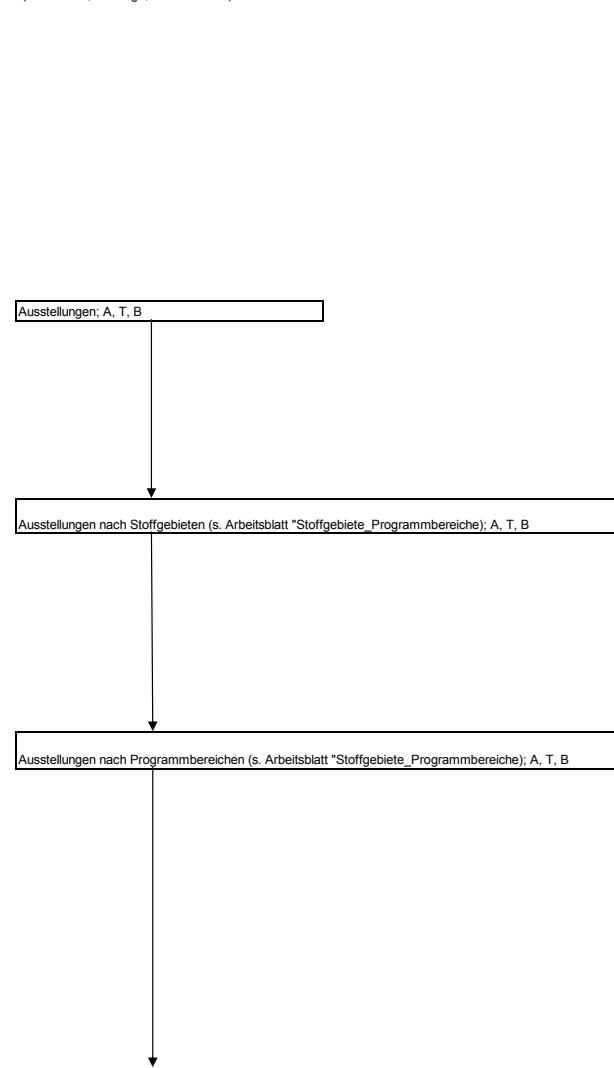 Ausstellungen; A, T, B
Ausstellungen nach Stoffgebieten (s. Arbeitsblatt "Stoffgebiete_Programmbereiche); A, T, B
Ausstellungen nach Programmbereichen (s. Arbeitsblatt "Stoffgebiete_Programmbereiche); A, T, B